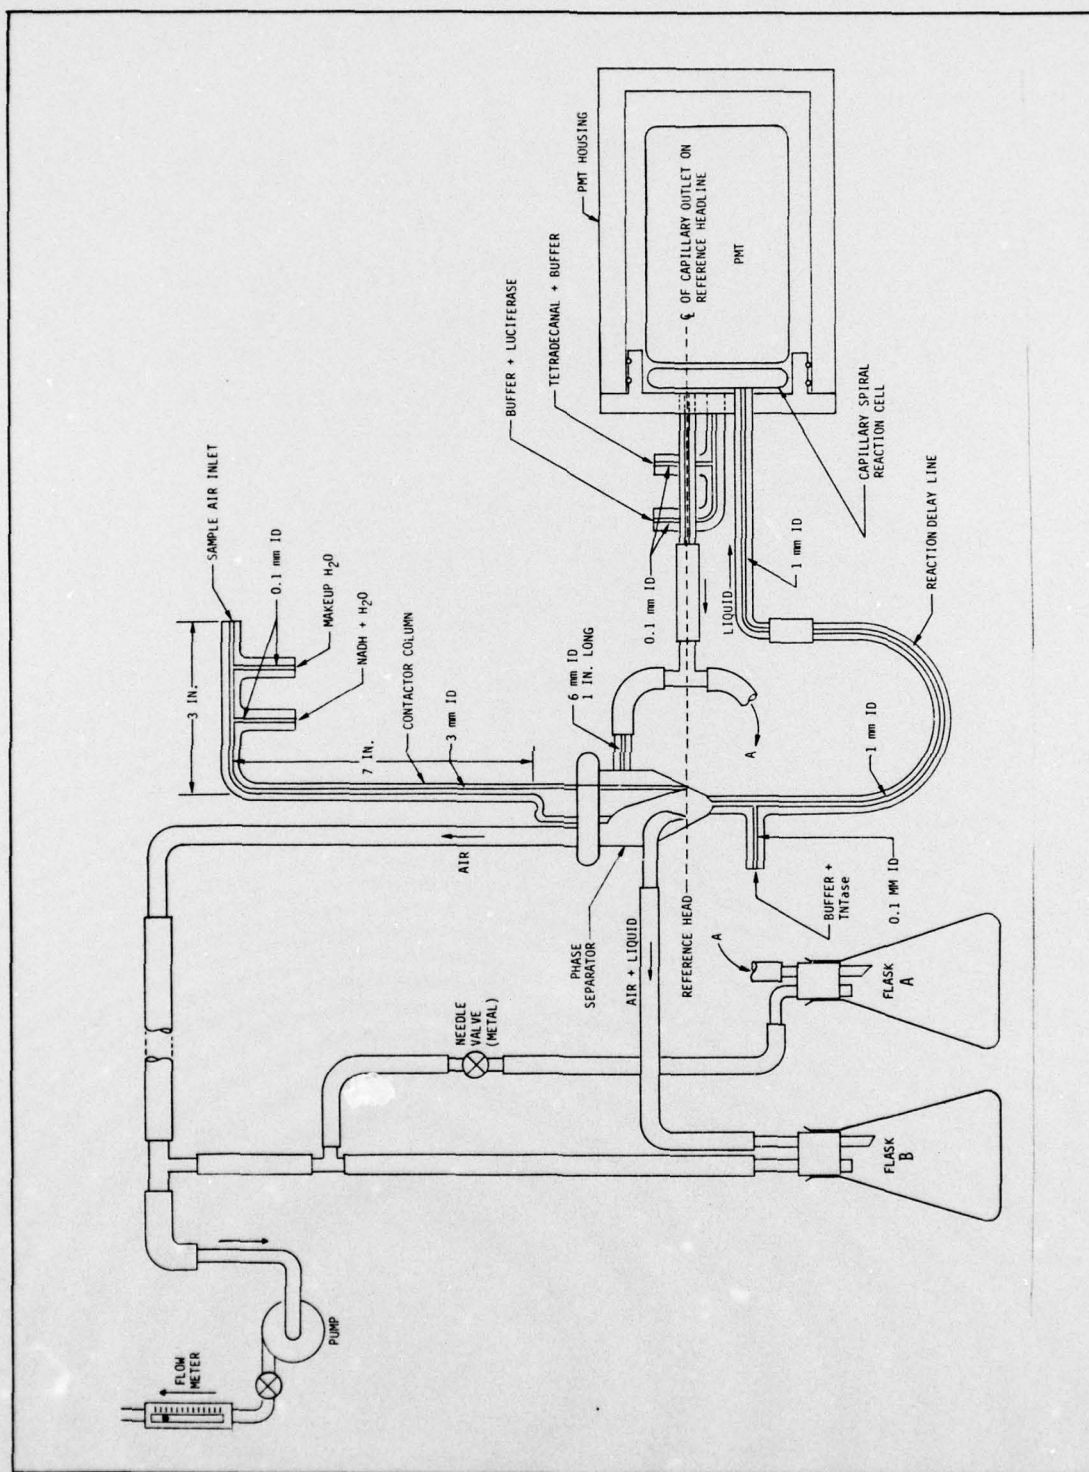 FLOW
METER
PUMP
NEEDLE
VALVE
(METAL)
FLASK
B
FLASK
A
A
AIR
PHASE
SEPARATOR
AIR + LIQUID
REFERENCE HEAD
BUFFER +
TNTase
0.1 MM ID
3 IN.
7 IN.
SAMPLE AIR INLET
0.1 mm ID
MAKEUP H2O
NADH + H2O
CONTACTOR COLUMN
3 mm ID
6 mm ID
1 IN. LONG
A
1 mm ID
REACTION DELAY LINE
0.1 mm ID
LIQUID
1 mm ID
BUFFER + LUCIFERASE
TETRADECANAL + BUFFER
CAPILLARY SPIRAL
REACTION CELL
PMT HOUSING
℄ OF CAPILLARY OUTLET ON
REFERENCE HEADLINE
PMT